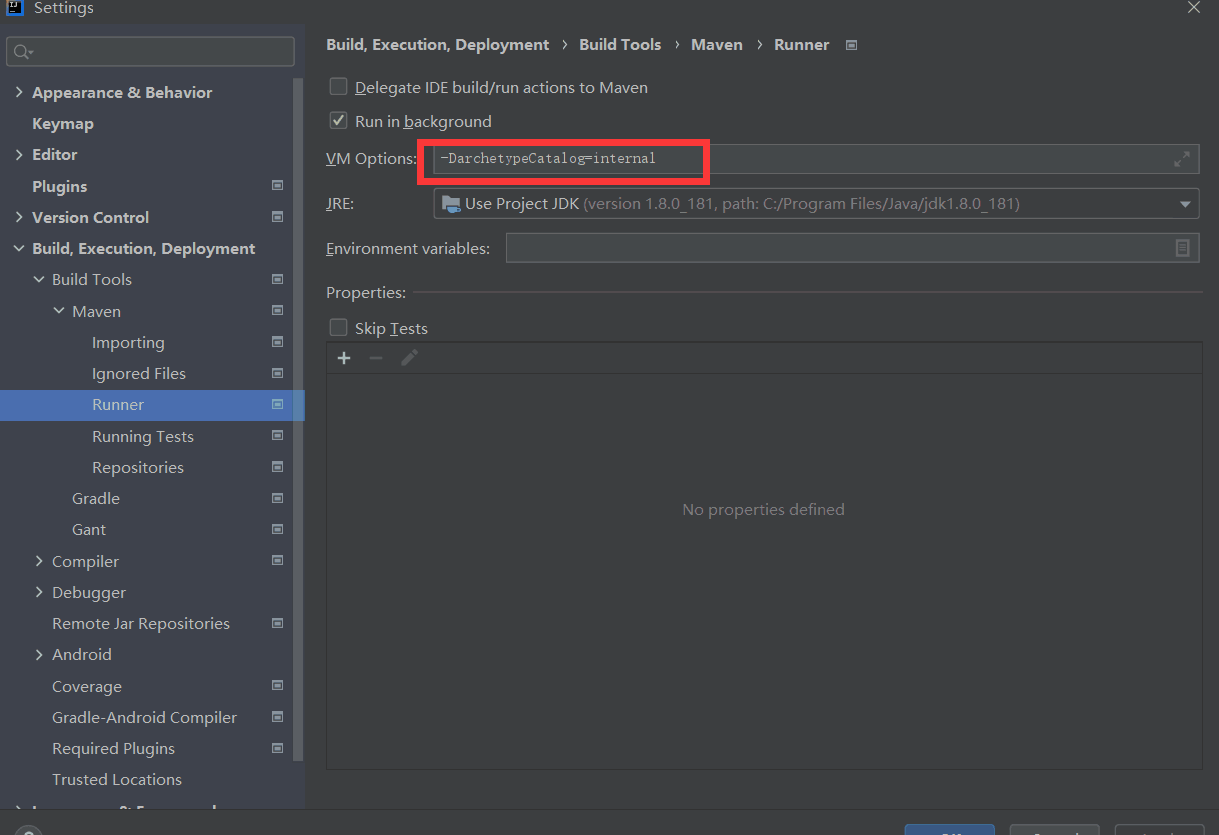 Settings
Build, Execution, Deployment › Build Tools › Maven › Runner
Appearance & Behavior
Keymap
Editor
Plugins
Version Control
Build, Execution, Deployment
Build Tools
Maven
Importing
Ignored Files
Runner
Running Tests
Repositories
Gradle
Gant
Compiler
Debugger
Remote Jar Repositories
Android
Coverage
Gradle-Android Compiler
Required Plugins
Trusted Locations
Delegate IDE build/run actions to Maven
Run in background
VM Options: -DarchetypeCatalog=internal
JRE: Use Project JDK (version 1.8.0_181, path: C:/Program Files/Java/jdk1.8.0_181)
Environment variables:
Properties:
Skip Tests
No properties defined